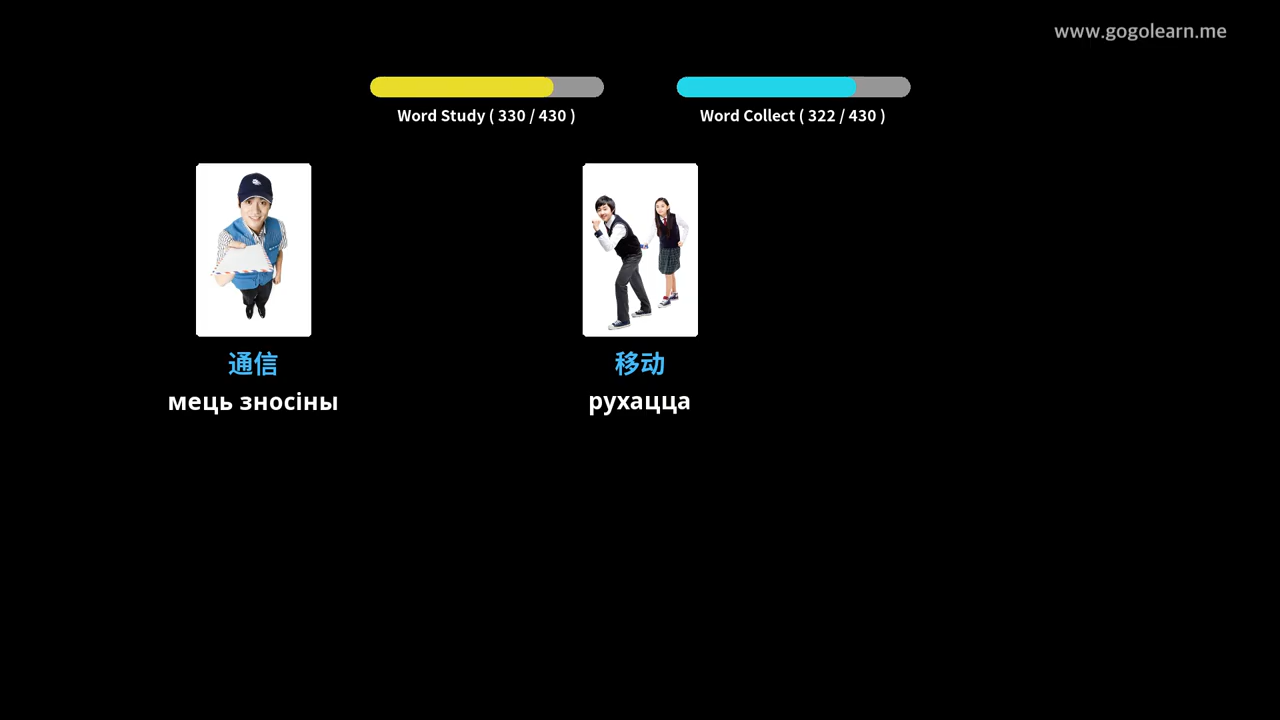 www.gogolearn.me
Word Study ( 330 / 430 )
Word Collect ( 322 / 430 )
通信
移动
мець зносіны
рухацца